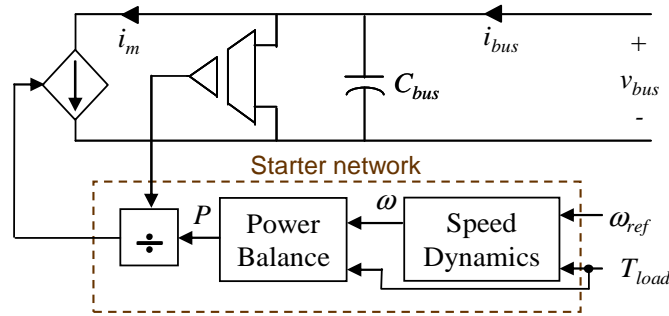 i_m
i_bus
+
C_bus
v_bus
-
Starter network
P
Power
Balance
ω
Speed
Dynamics
ω_ref
÷
T_load